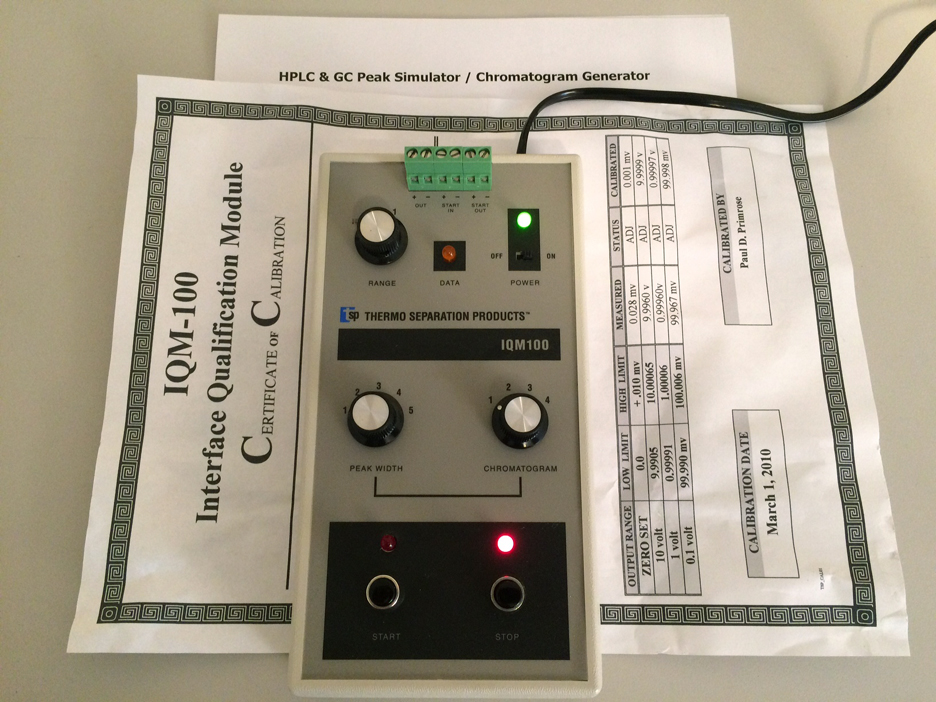 HPLC & GC Peak Simulator / Chromatogram Generator
IQM-100
Interface Qualification Module
CERTIFICATE OF CALIBRATION
+ - + - + -
OUT START IN START OUT
1
RANGE
DATA
OFF ON
POWER
tsp THERMO SEPARATION PRODUCTS™
IQM100
1 2 3 4 5
PEAK WIDTH
1 2 3 4
CHROMATOGRAM
START
STOP
OUTPUT RANGE LOW LIMIT HIGH LIMIT MEASURED STATUS CALIBRATED
ZERO SET 0.0 +.010 mv 0.028 mv ADJ 0.001 mv
10 volt 9.9905 10.00065 9.9960 v ADJ 9.9999 v
1 volt 0.99991 1.00006 0.99960v ADJ 0.99997 v
0.1 volt 99.990 mv 100.006 mv 99.967 mv ADJ 99.998 mv
CALIBRATION DATE
March 1, 2010
CALIBRATED BY
Paul D. Primrose